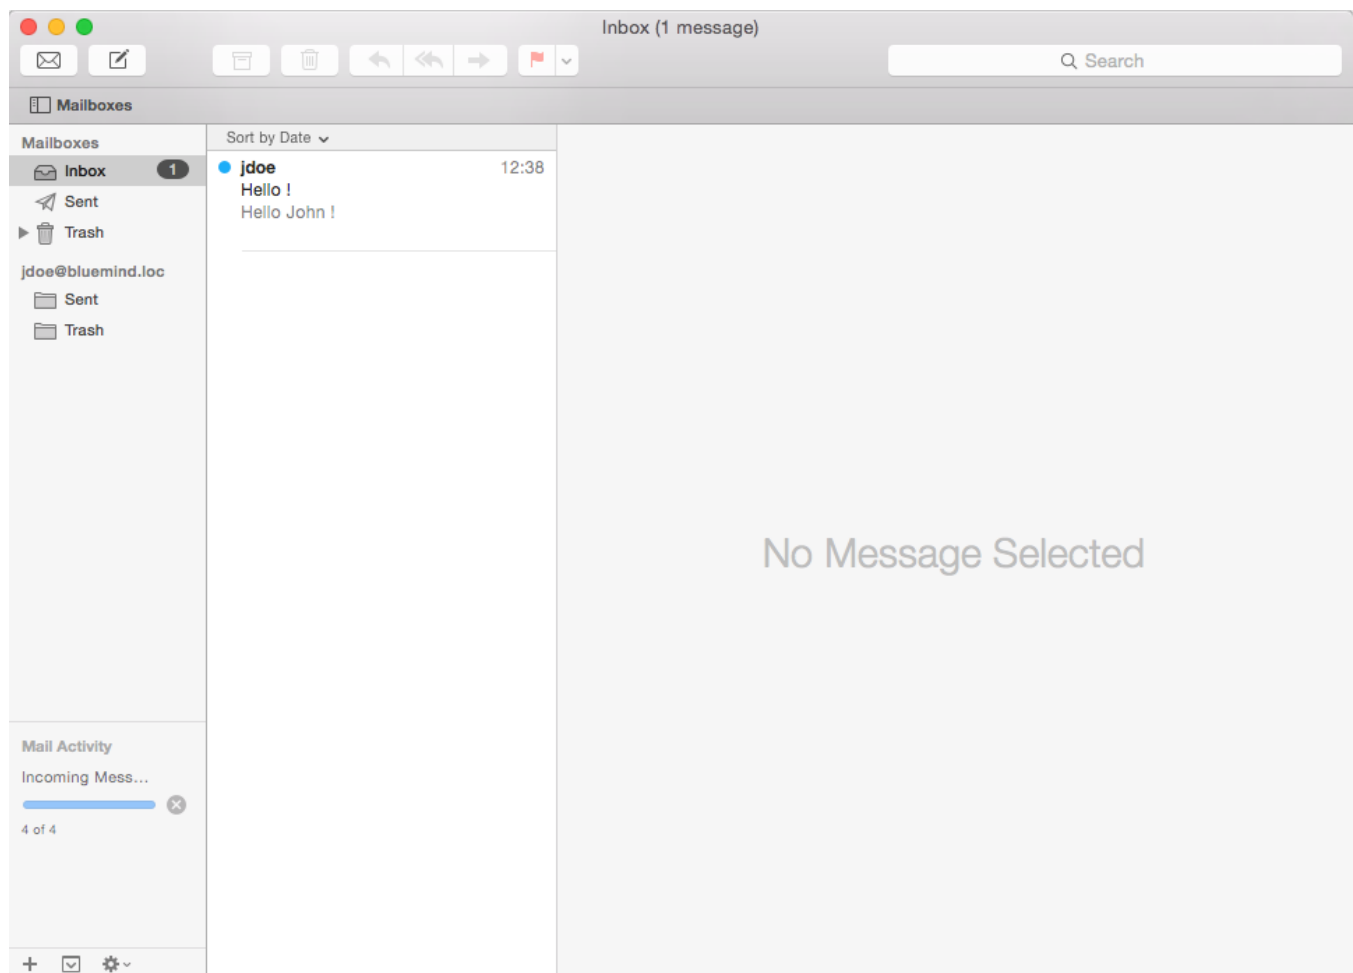 Inbox (1 message)
Search
Mailboxes
Mailboxes
Inbox 1
Sent
Trash
jdoe@bluemind.loc
Sent
Trash
Sort by Date
jdoe 12:38
Hello !
Hello John !
No Message Selected
Mail Activity
Incoming Mess...
4 of 4